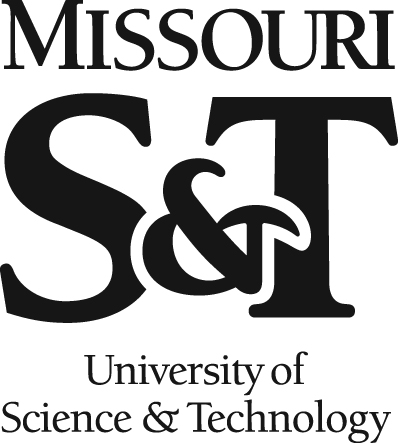 MISSOURI
S&T
University of
Science & Technology